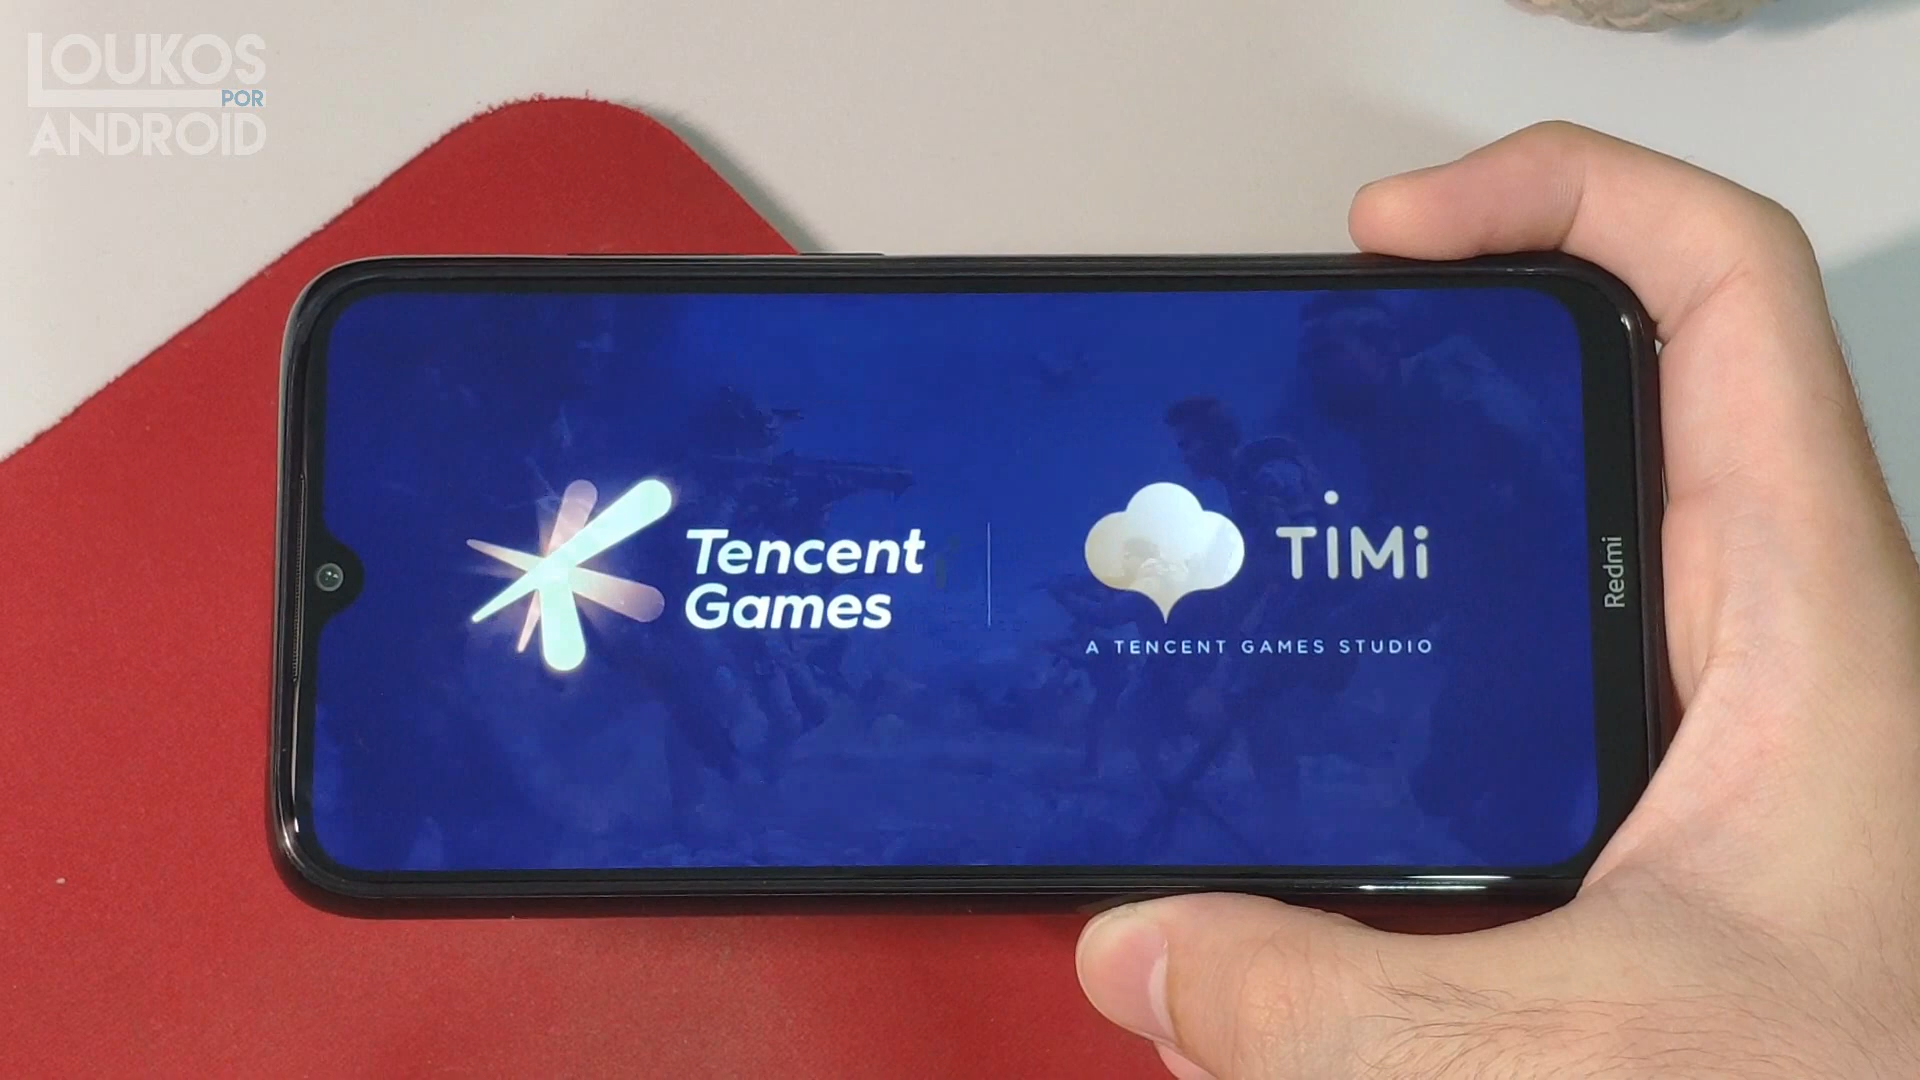 LOUKOS
POR
ANDROID
Tencent
Games
TiMi
A TENCENT GAMES STUDIO
Redmi